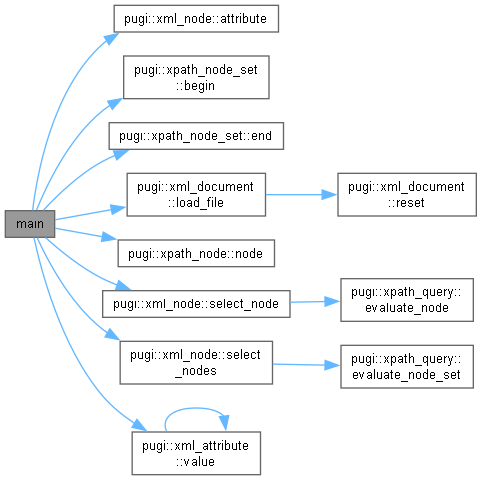 pugi::xml_node::attribute
pugi::xpath_node_set
::begin
pugi::xpath_node_set::end
pugi::xml_document
::load_file
pugi::xml_document
::reset
main
pugi::xpath_node::node
pugi::xml_node::select_node
pugi::xpath_query::
evaluate_node
pugi::xml_node::select
_nodes
pugi::xpath_query::
evaluate_node_set
pugi::xml_attribute
::value